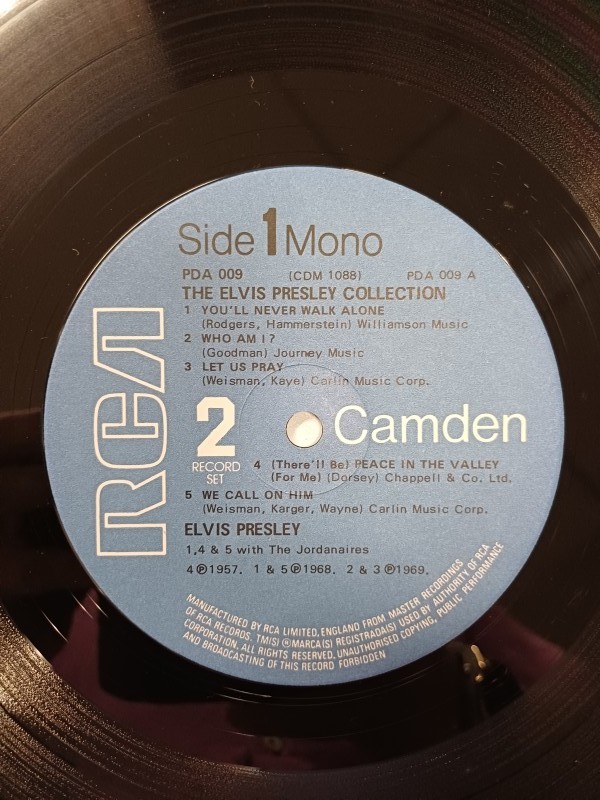 Side 1 Mono
PDA 009 (CDM 1088) PDA 009 A
THE ELVIS PRESLEY COLLECTION
1 YOU'LL NEVER WALK ALONE
(Rodgers, Hammerstein) Williamson Music
2 WHO AM I?
(Goodman) Journey Music
3 LET US PRAY
(Weisman, Kaye) Carlin Music Corp.
RCA
2
RECORD
SET
Camden
4 (There'll Be) PEACE IN THE VALLEY
(For Me) (Dorsey) Chappell & Co. Ltd.
5 WE CALL ON HIM
(Weisman, Karger, Wayne) Carlin Music Corp.
ELVIS PRESLEY
1,4 & 5 with The Jordanaires
4 ℗1957. 1 & 5 ℗1968. 2 & 3 ℗1969.
MANUFACTURED BY RCA LIMITED, ENGLAND FROM MASTER RECORDINGS
OF RCA RECORDS. TM(S) ® MARCA(S) REGISTRADA(S) USED BY AUTHORITY OF RCA
CORPORATION. ALL RIGHTS RESERVED. UNAUTHORISED COPYING, PUBLIC PERFORMANCE
AND BROADCASTING OF THIS RECORD FORBIDDEN